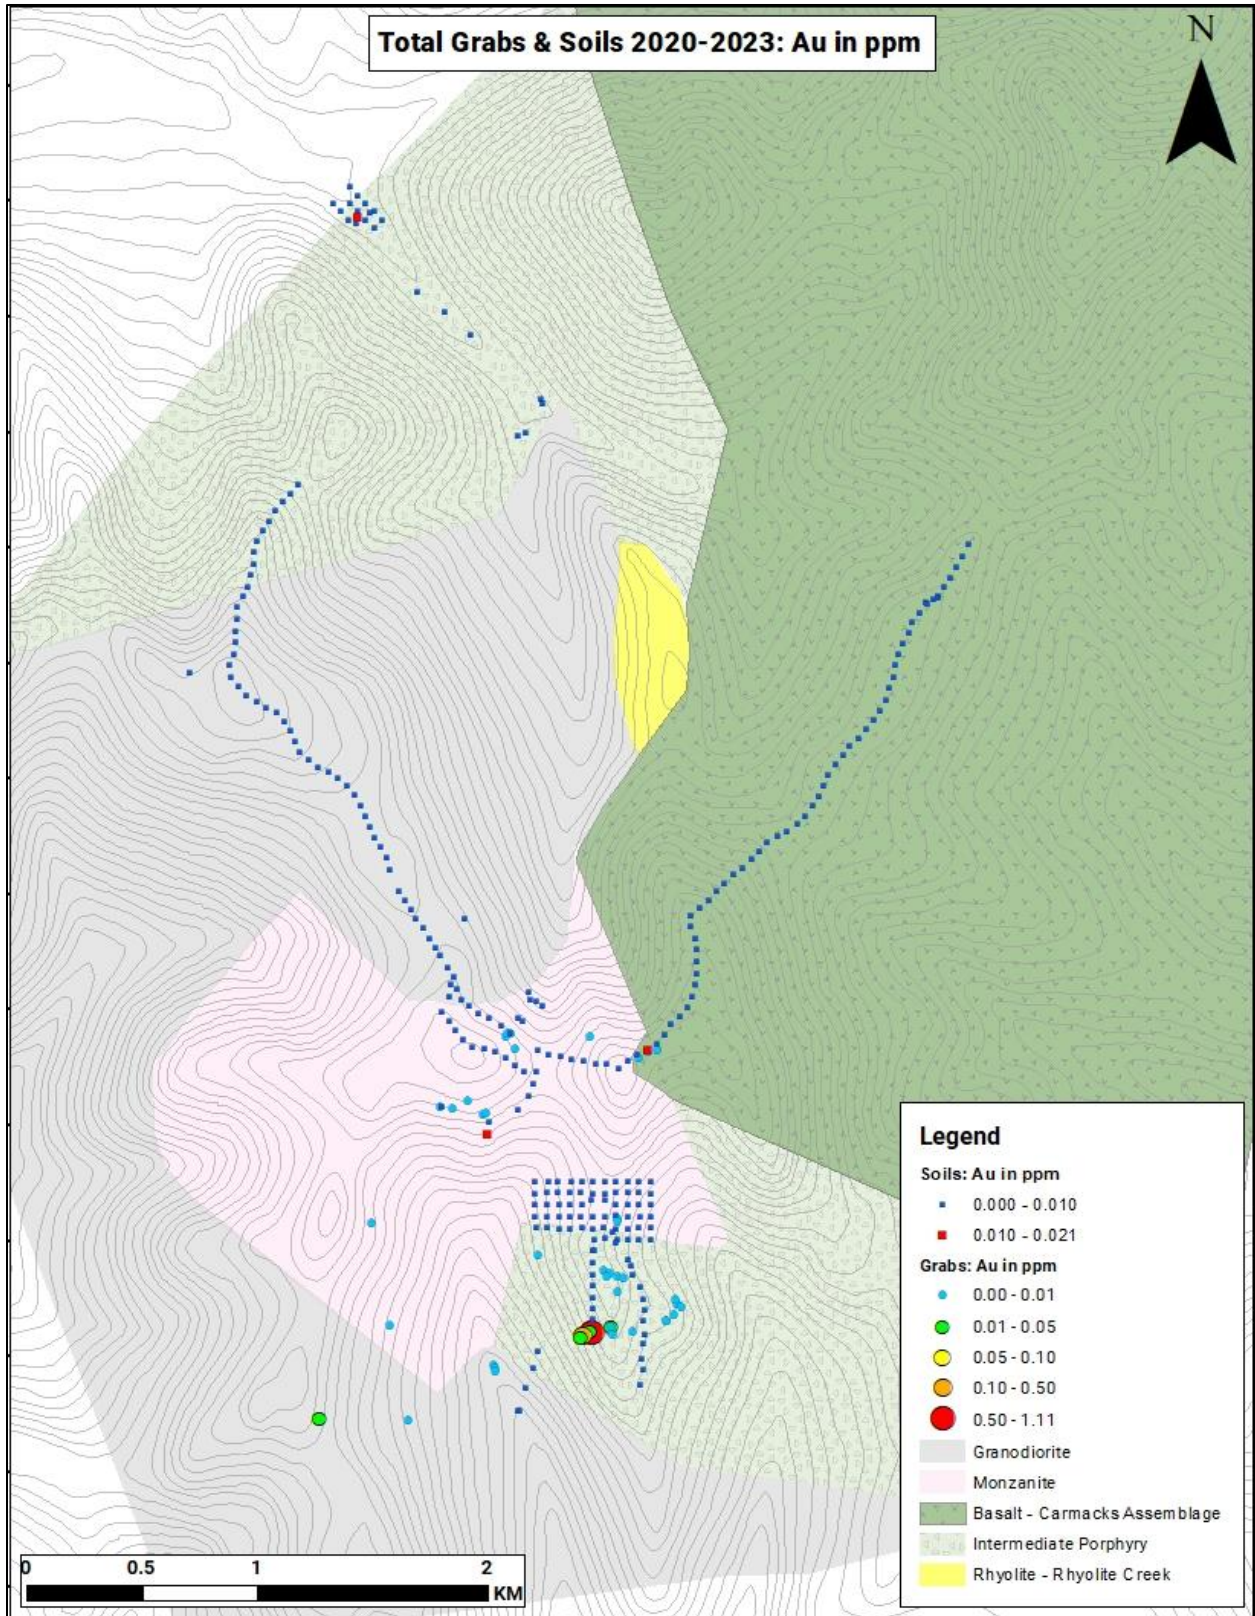 Total Grabs & Soils 2020-2023: Au in ppm
N
Legend
Soils: Au in ppm
0.000 - 0.010
0.010 - 0.021
Grabs: Au in ppm
0.00 - 0.01
0.01 - 0.05
0.05 - 0.10
0.10 - 0.50
0.50 - 1.11
Granodiorite
Monzanite
Basalt - Carmacks Assemblage
Intermediate Porphyry
Rhyolite - Rhyolite Creek
0 0.5 1 2
KM